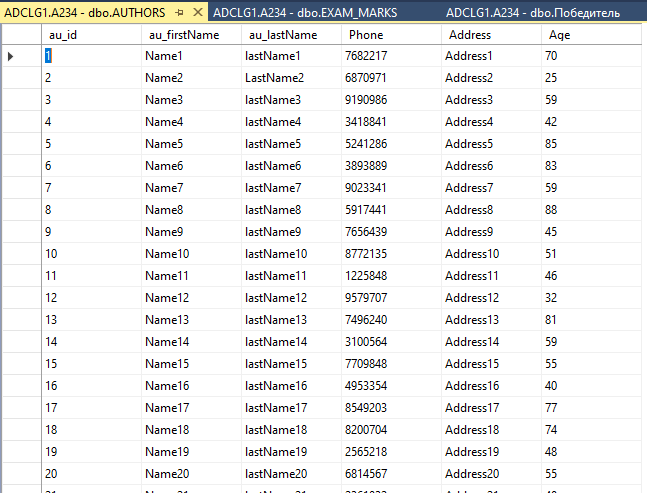 ADCLG1.A234 - dbo.AUTHORS ADCLG1.A234 - dbo.EXAM_MARKS ADCLG1.A234 - dbo.Победитель
au_id au_firstName au_lastName Phone Address Age
1 Name1 lastName1 7682217 Address1 70
2 Name2 LastName2 6870971 Address2 25
3 Name3 lastName3 9190986 Address3 59
4 Name4 lastName4 3418841 Address4 42
5 Name5 lastName5 5241286 Address5 85
6 Name6 lastName6 3893889 Address6 83
7 Name7 lastName7 9023341 Address7 59
8 Name8 lastName8 5917441 Address8 88
9 Name9 lastName9 7656439 Address9 45
10 Name10 lastName10 8772135 Address10 51
11 Name11 lastName11 1225848 Address11 46
12 Name12 lastName12 9579707 Address12 32
13 Name13 lastName13 7496240 Address13 81
14 Name14 lastName14 3100564 Address14 59
15 Name15 lastName15 7709848 Address15 55
16 Name16 lastName16 4953354 Address16 40
17 Name17 lastName17 8549203 Address17 77
18 Name18 lastName18 8200704 Address18 74
19 Name19 lastName19 2565218 Address19 48
20 Name20 lastName20 6814567 Address20 55